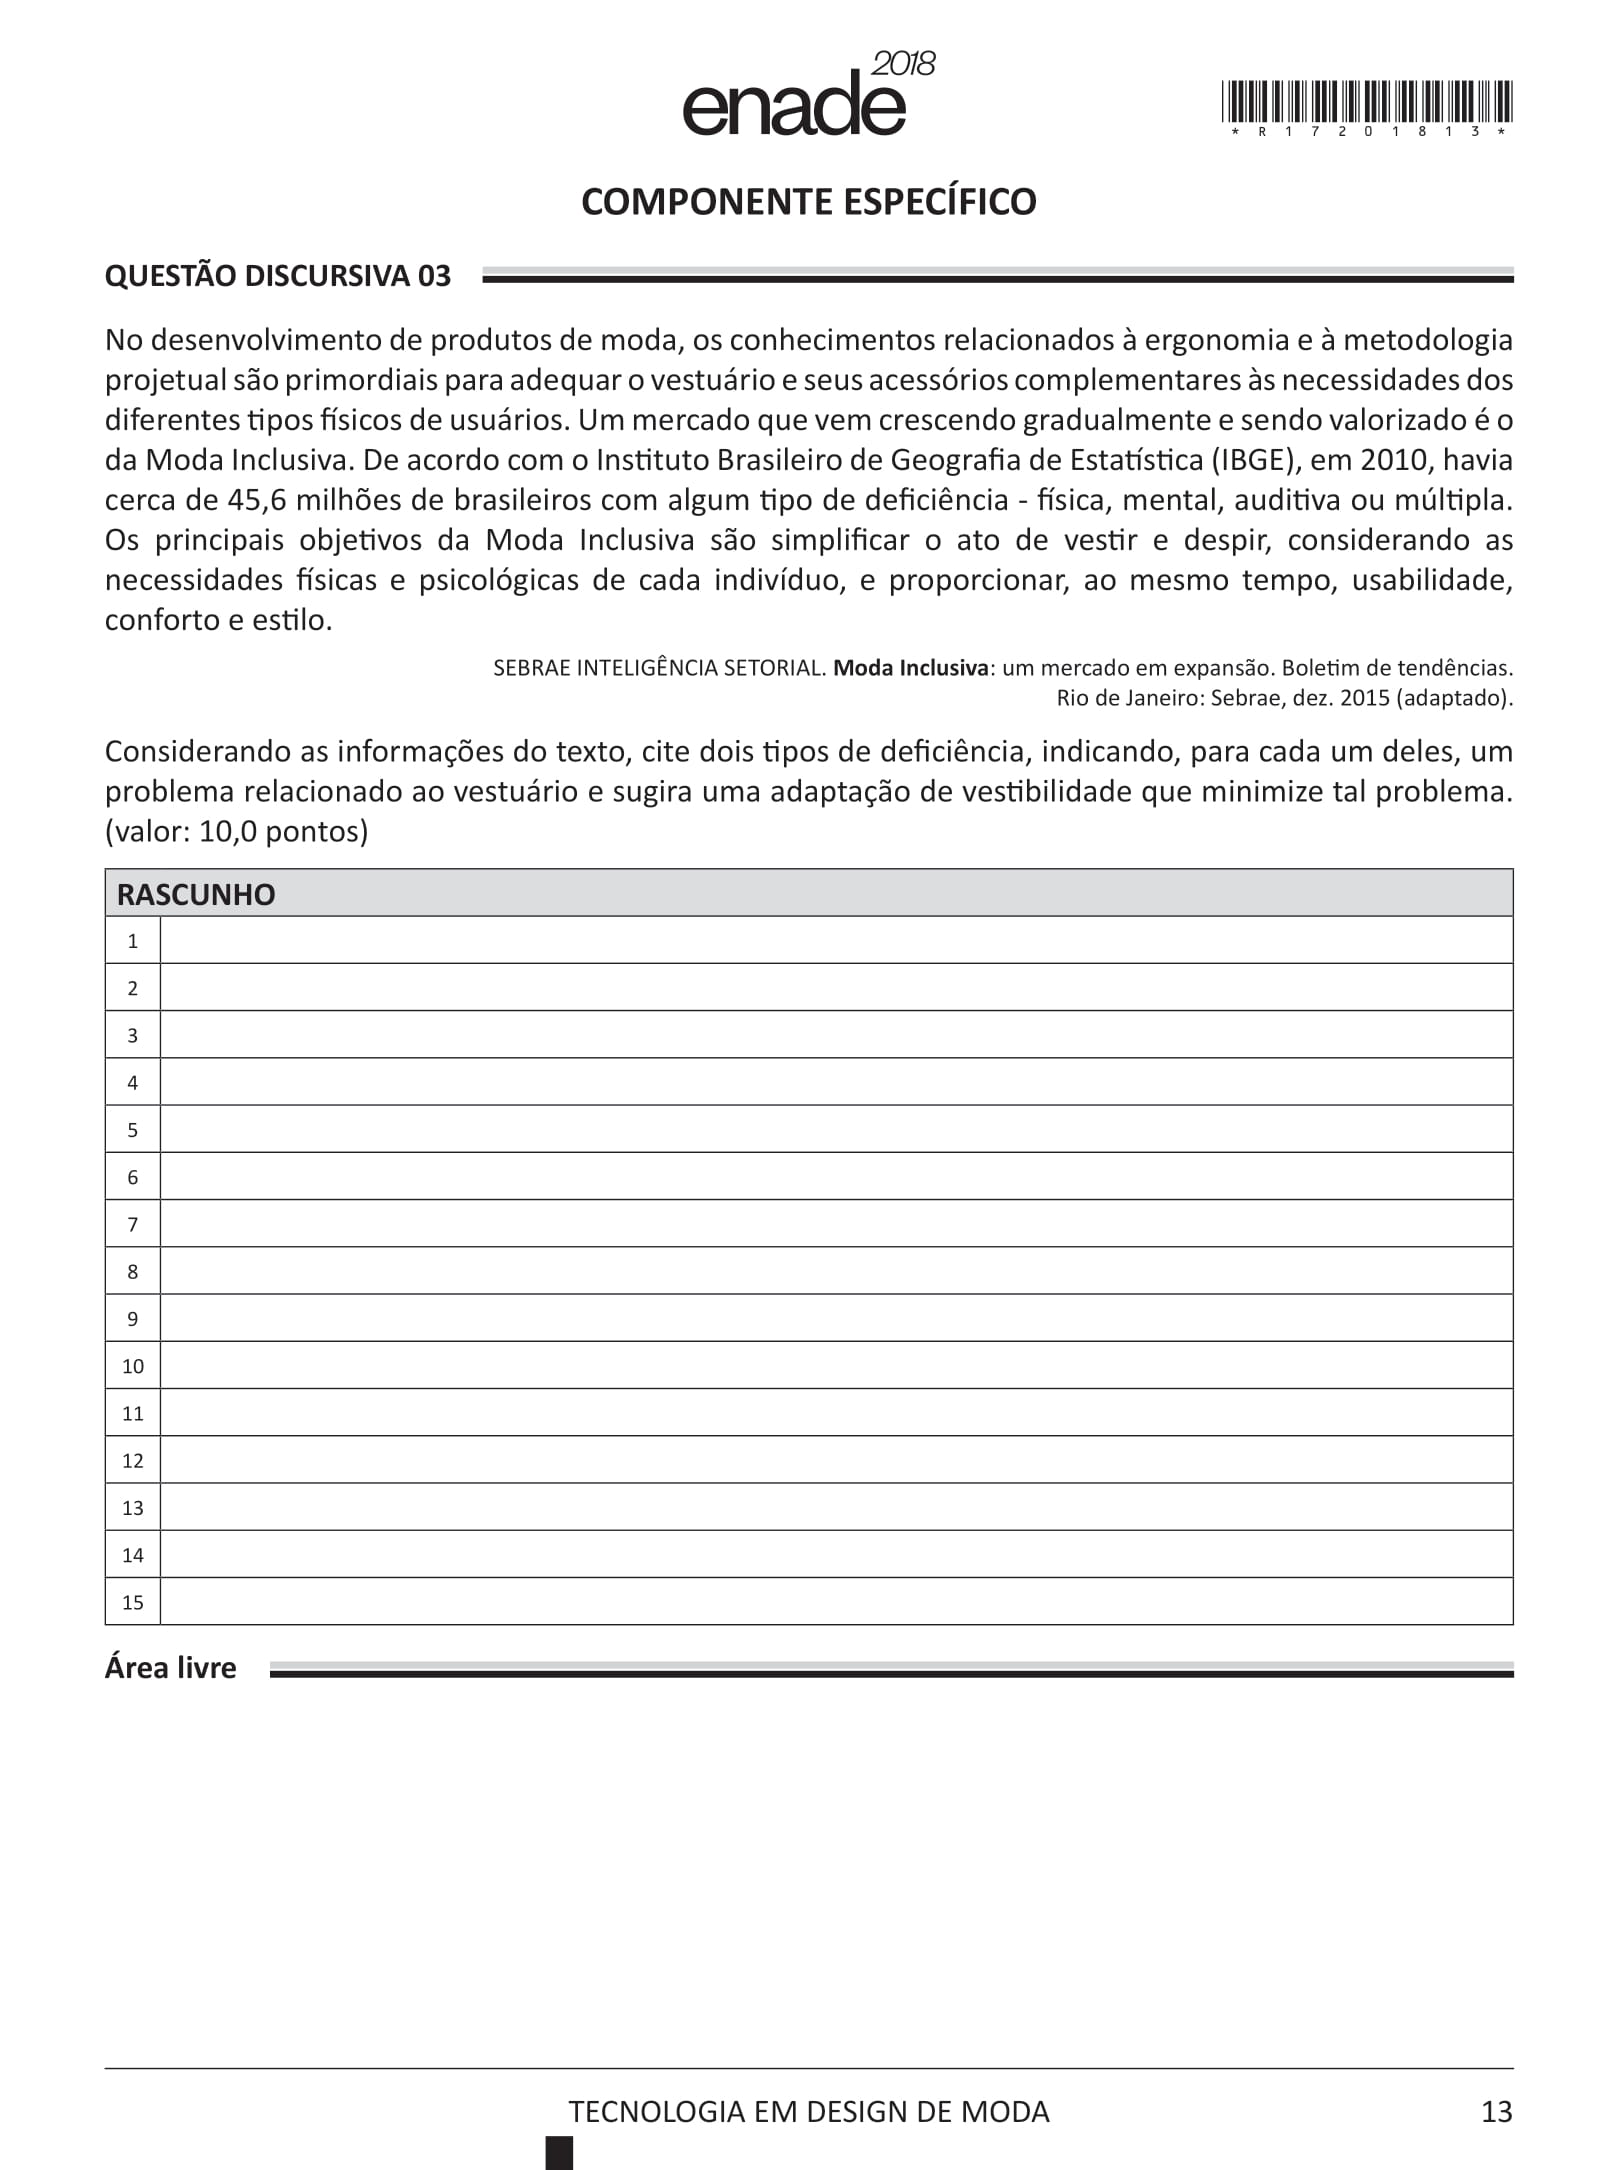 2018
enade
*R17201813*
COMPONENTE ESPECÍFICO
QUESTÃO DISCURSIVA 03
No desenvolvimento de produtos de moda, os conhecimentos relacionados à ergonomia e à metodologia
projetual são primordiais para adequar o vestuário e seus acessórios complementares às necessidades dos
diferentes tipos físicos de usuários. Um mercado que vem crescendo gradualmente e sendo valorizado é o
da Moda Inclusiva. De acordo com o Instituto Brasileiro de Geografia de Estatística (IBGE), em 2010, havia
cerca de 45,6 milhões de brasileiros com algum tipo de deficiência - física, mental, auditiva ou múltipla.
Os principais objetivos da Moda Inclusiva são simplificar o ato de vestir e despir, considerando as
necessidades físicas e psicológicas de cada indivíduo, e proporcionar, ao mesmo tempo, usabilidade,
conforto e estilo.
SEBRAE INTELIGÊNCIA SETORIAL. Moda Inclusiva: um mercado em expansão. Boletim de tendências.
Rio de Janeiro: Sebrae, dez. 2015 (adaptado).
Considerando as informações do texto, cite dois tipos de deficiência, indicando, para cada um deles, um
problema relacionado ao vestuário e sugira uma adaptação de vestibilidade que minimize tal problema.
(valor: 10,0 pontos)
RASCUNHO
1
2
3
4
5
6
7
8
9
10
11
12
13
14
15
Área livre
TECNOLOGIA EM DESIGN DE MODA
13